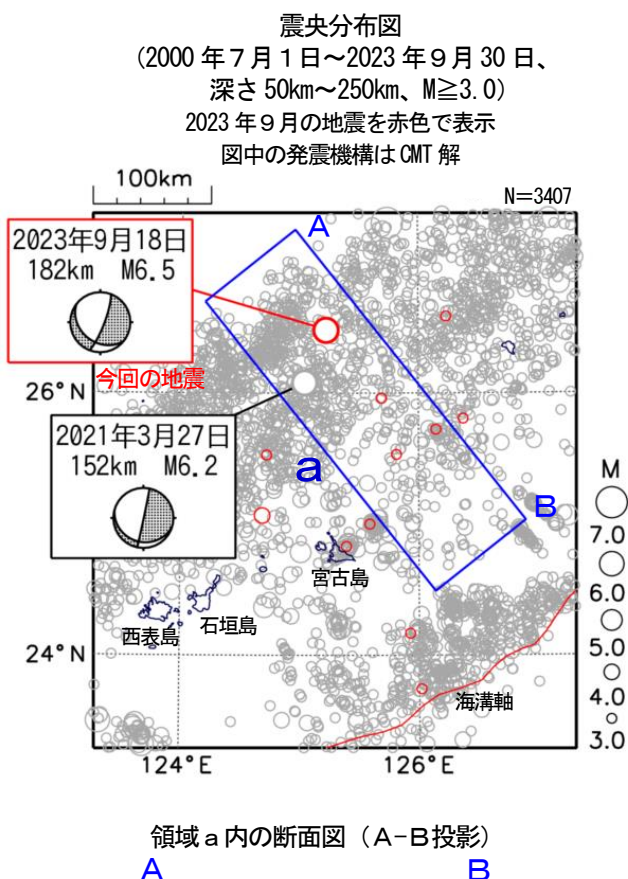 震央分布図
(2000年7月1日~2023年9月30日、
深さ50km~250km、M≧3.0)
2023年9月の地震を赤色で表示
図中の発震機構はCMT解
100km
N=3407
A
2023年9月18日
182km M6.5
今回の地震
26°N
2021年3月27日
152km M6.2
a
B
M
7.0
6.0
5.0
4.0
3.0
宮古島
石垣島
西表島
24°N
海溝軸
124°E
126°E
領域a内の断面図(A-B投影)
A
B